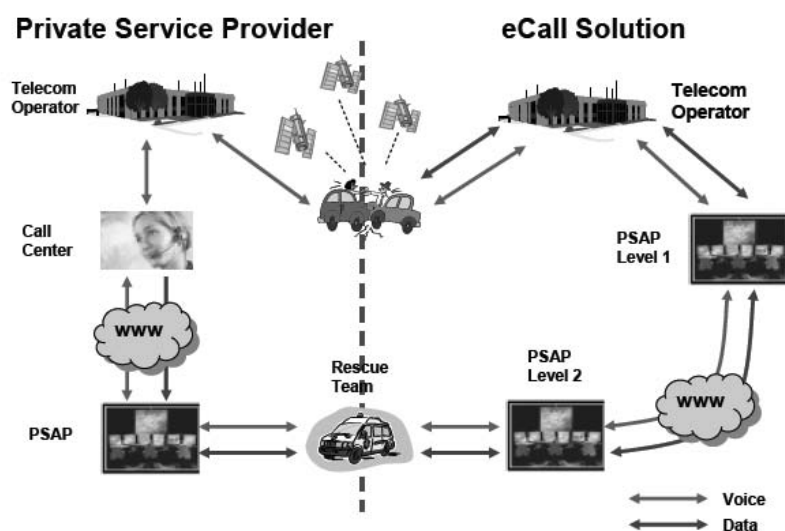 Private Service Provider
eCall Solution
Telecom
Operator
Telecom
Operator
Call
Center
PSAP
Level 1
www
Rescue
Team
PSAP
Level 2
www
PSAP
Voice
Data